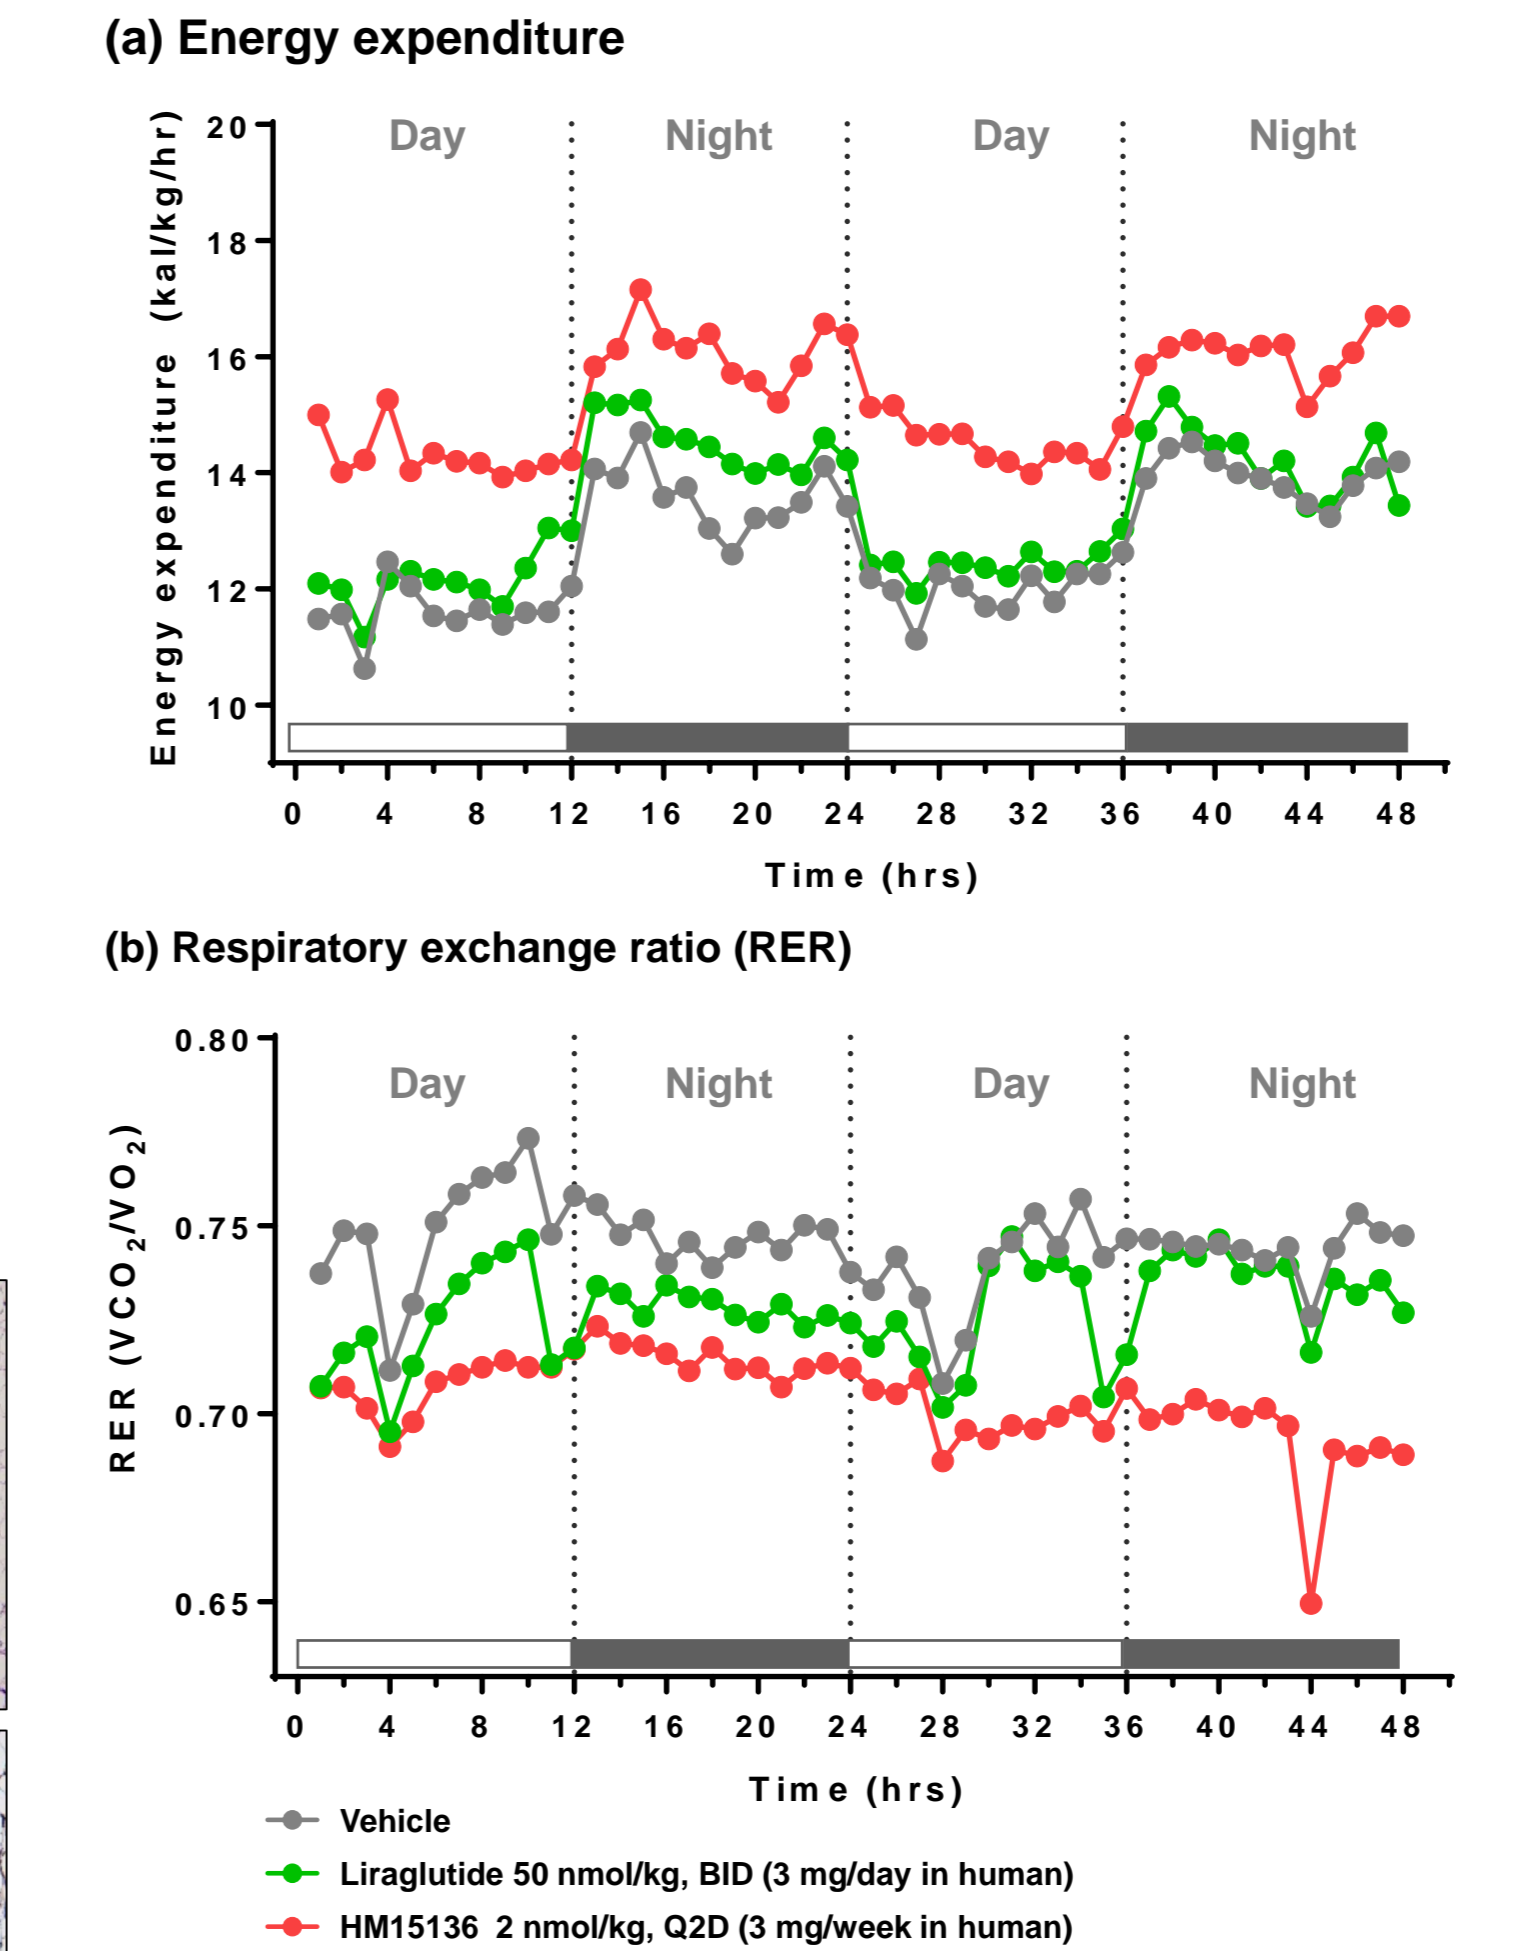 (a) Energy expenditure
Day Night Day Night
Energy expenditure (kal/kg/hr)
20
18
16
14
12
10
0 4 8 12 16 20 24 28 32 36 40 44 48
Time (hrs)
(b) Respiratory exchange ratio (RER)
Day Night Day Night
RER (VCO2/VO2)
0.80
0.75
0.70
0.65
0 4 8 12 16 20 24 28 32 36 40 44 48
Time (hrs)
Vehicle
Liraglutide 50 nmol/kg, BID (3 mg/day in human)
HM15136 2 nmol/kg, Q2D (3 mg/week in human)